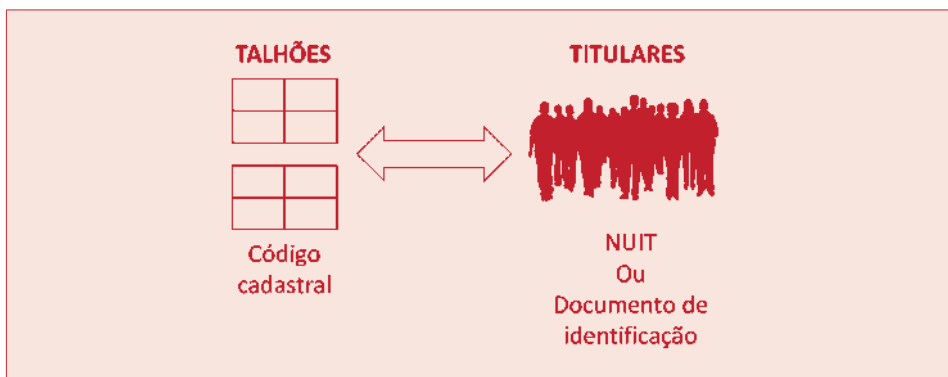 TALHÕES
Código
cadastral
TITULARES
NUIT
Ou
Documento de
identificação